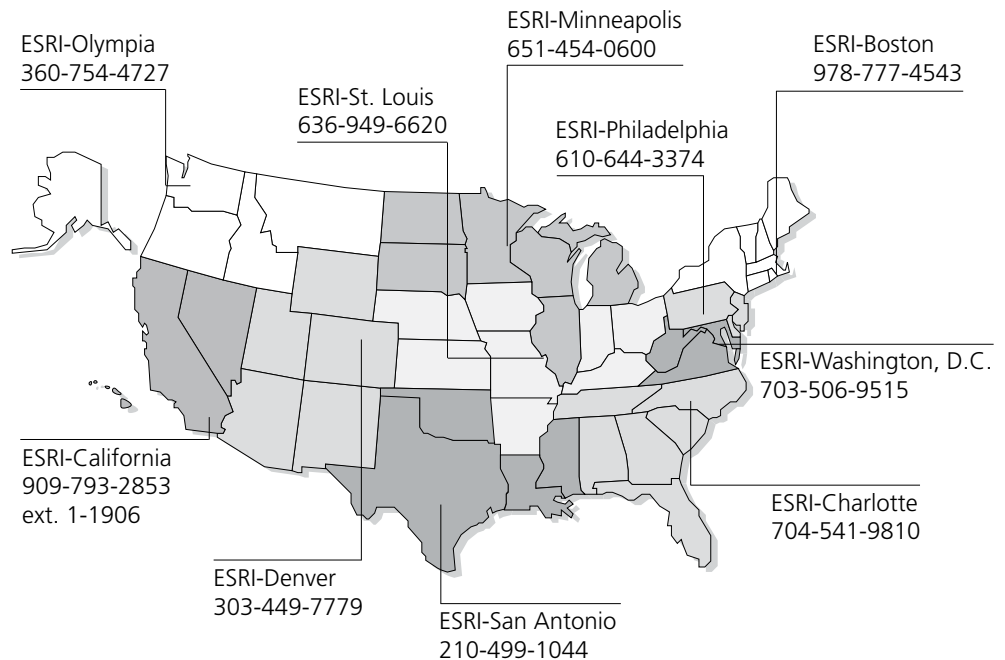 ESRI-Minneapolis
651-454-0600
ESRI-Olympia
360-754-4727
ESRI-Boston
978-777-4543
ESRI-St. Louis
636-949-6620
ESRI-Philadelphia
610-644-3374
ESRI-Washington, D.C.
703-506-9515
ESRI-California
909-793-2853
ext. 1-1906
ESRI-Charlotte
704-541-9810
ESRI-Denver
303-449-7779
ESRI-San Antonio
210-499-1044